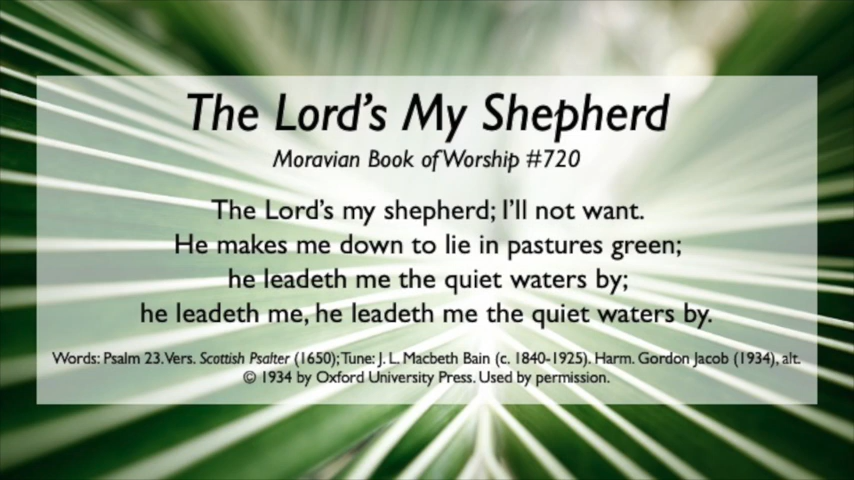 The Lord's My Shepherd
Moravian Book of Worship #720
The Lord's my shepherd; I'll not want.
He makes me down to lie in pastures green;
he leadeth me the quiet waters by;
he leadeth me, he leadeth me the quiet waters by.
Words: Psalm 23. Vers. Scottish Psalter (1650); Tune: J. L. Macbeth Bain (c. 1840-1925). Harm. Gordon Jacob (1934), alt.
© 1934 by Oxford University Press. Used by permission.